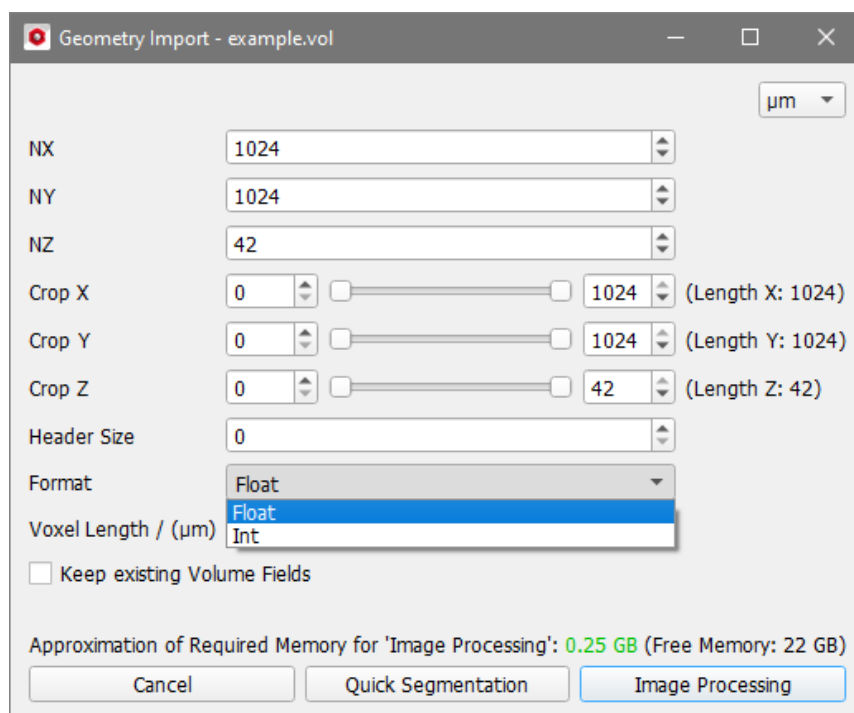 Geometry Import - example.vol
µm
NX 1024
NY 1024
NZ 42
Crop X 0 1024 (Length X: 1024)
Crop Y 0 1024 (Length Y: 1024)
Crop Z 0 42 (Length Z: 42)
Header Size 0
Format Float
Float
Voxel Length / (µm) Int
Keep existing Volume Fields
Approximation of Required Memory for 'Image Processing': 0.25 GB (Free Memory: 22 GB)
Cancel Quick Segmentation Image Processing